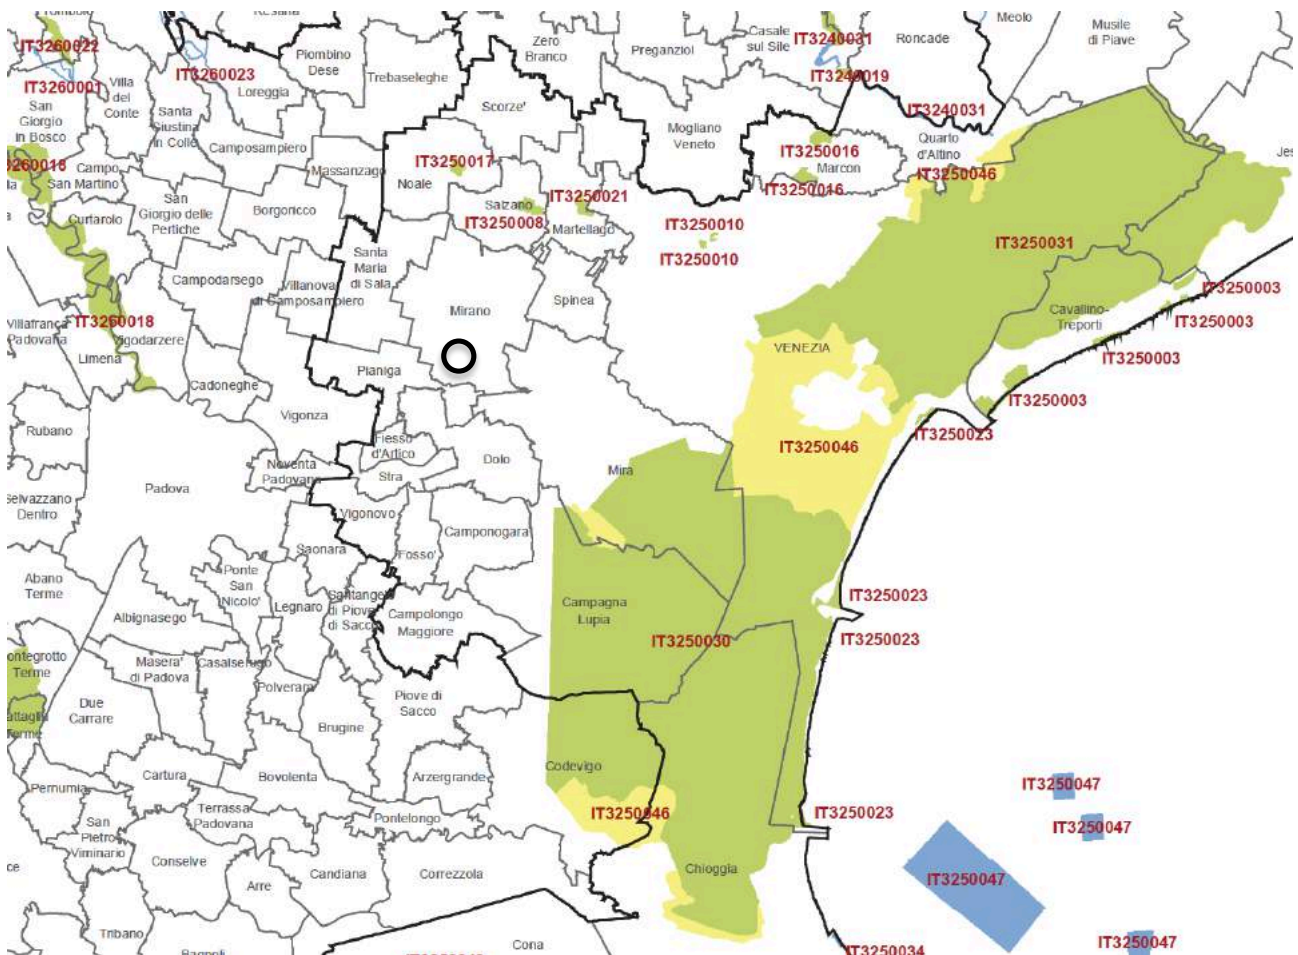 Meolo
Musile
di Piave
Roncade
Casale
sul Sile
IT3240031
Preganziol
Zero
Branco
Piombino
Dese
Trebaseleghe
IT3260022
IT3260023
IT3240019
IT3260001
Villa
del
Conte
Loreggia
Scorze'
IT3240031
San
Giorgio
in Bosco
Santa
Giustina
in Colle
Mogliano
Veneto
Quarto
d'Altino
Camposampiero
IT3250016
Marcon
IT3250017
Massanzago
Noale
Campo
San Martino
IT3250046
IT3250016
IT3250021
Salzano
IT3250008
Martellago
San
Giorgio delle
Pertiche
Borgoricco
Curtarolo
IT3250010
IT3250010
IT3250031
Santa
Maria
di Sala
Campodarsego
Villanova
di Camposampiero
Mirano
Spinea
IT3250003
Cavallino-
Treporti
IT3250003
IT3260018
Villafranca
Padovana
Vigodarzere
Limena
VENEZIA
IT3250003
Pianiga
Cadoneghe
IT3250003
Vigonza
Rubano
IT3250023
Fiesso
d'Artico
IT3250046
Dolo
Noventa
Padovana
Stra
Mira
Padova
Selvazzano
Dentro
Vigonovo
Camponogara
Saonara
Fosso'
Abano
Terme
Ponte
San
Nicolo'
Legnaro
Santangelo
di Piove
di Sacco
IT3250023
Campagna
Lupia
Albignasego
Campolongo
Maggiore
IT3250030
IT3250023
Masera'
di Padova
Casalserugo
Polverara
Piove di
Sacco
Due
Carrare
Brugine
Codevigo
Cartura
Bovolenta
Arzergrande
IT3250047
Pernumia
IT3250046
IT3250023
Terrassa
Padovana
Pontelongo
IT3250047
San
Pietro
Viminario
Conselve
Arre
Candiana
Correzzola
Chioggia
IT3250047
Tribano
Cona
IT3250034
IT3250047